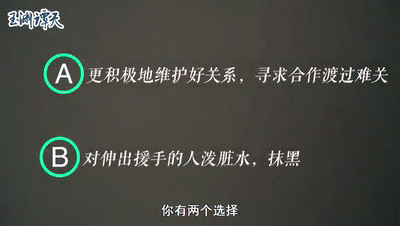 玉渊谭天
A 更积极地维护好关系，寻求合作渡过难关
B 对伸出援手的人泼脏水，抹黑
你有两个选择